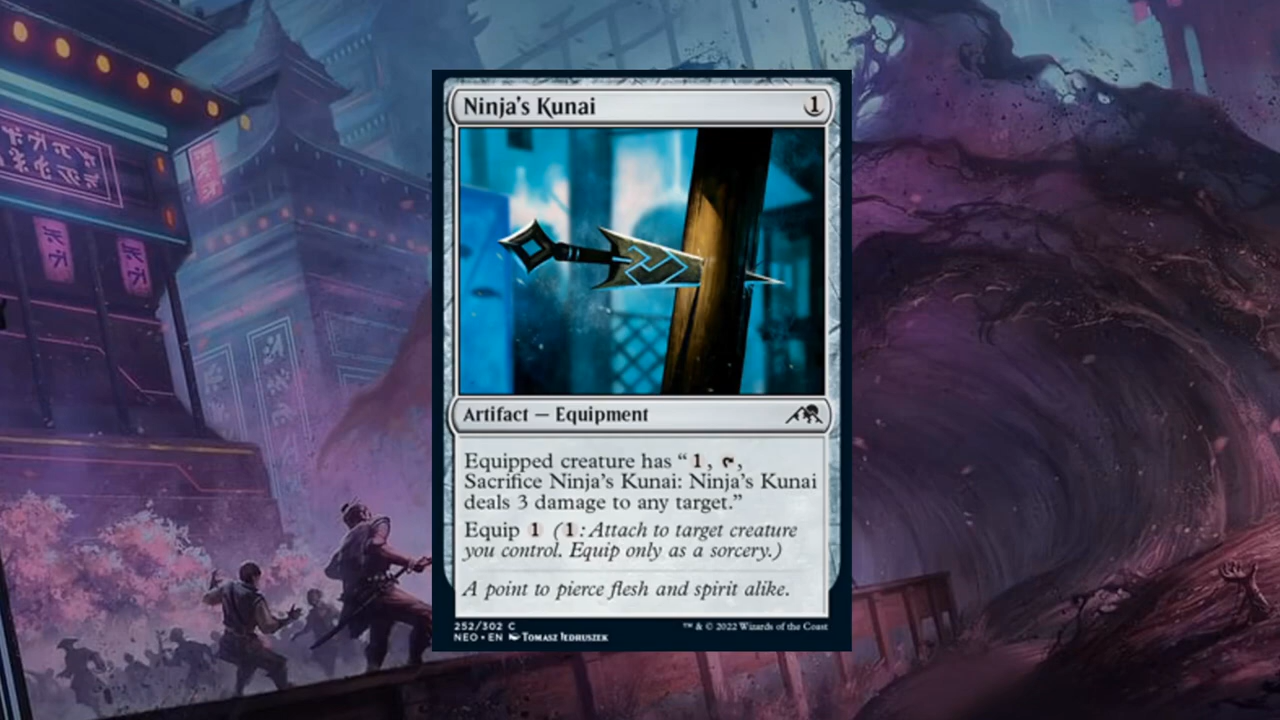 Ninja's Kunai 1
Artifact — Equipment
Equipped creature has “1, ,
Sacrifice Ninja's Kunai: Ninja's Kunai
deals 3 damage to any target.”
Equip 1 (1: Attach to target creature
you control. Equip only as a sorcery.)
A point to pierce flesh and spirit alike.
252/302 C
NEO • EN Tomasz Jedruszek
™ & © 2022 Wizards of the Coast